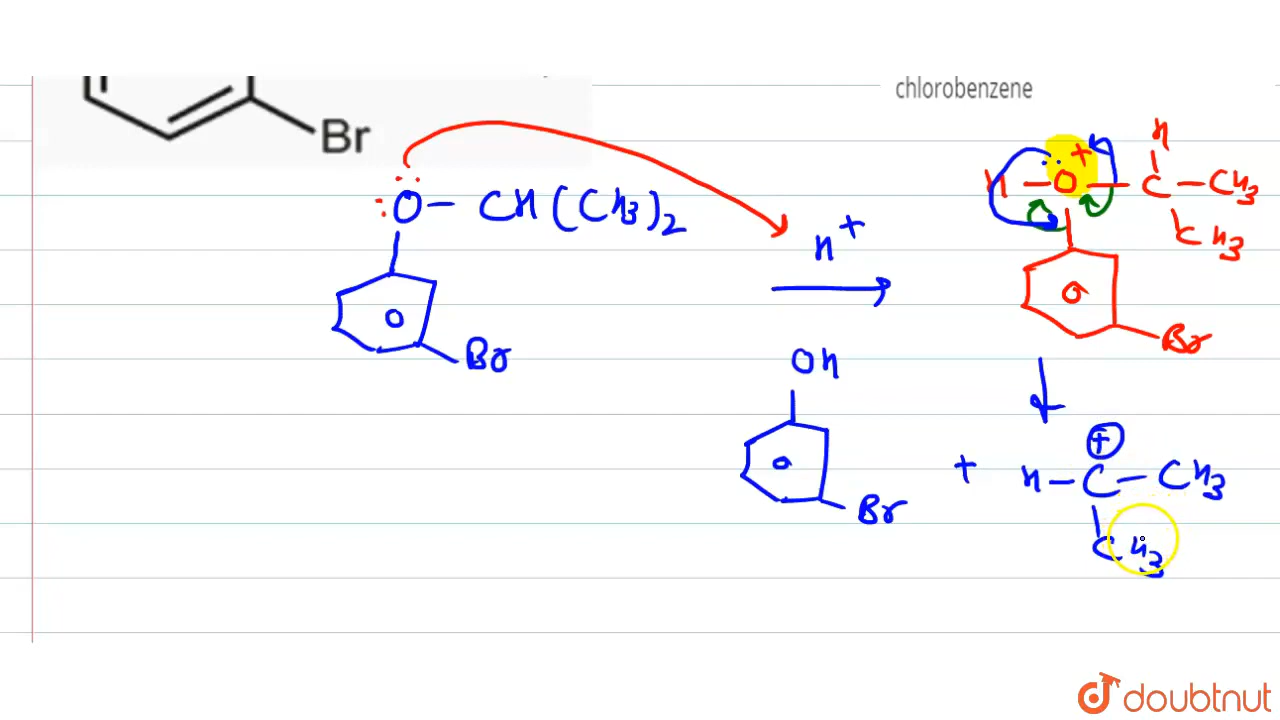 chlorobenzene
Br
H
H – O – C – CH3
+
CH3
Br
O – CH(CH3)2
Br
H+
OH
Br
+
+
H – C – CH3
CH3
doubtnut